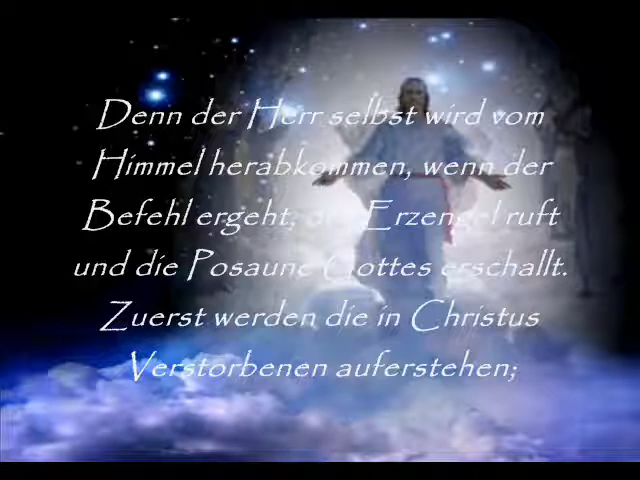 Denn der Herr selbst wird vom
Himmel herabkommen, wenn der
Befehl ergeht, der Erzengel ruft
und die Posaune Gottes erschallt.
Zuerst werden die in Christus
Verstorbenen auferstehen;